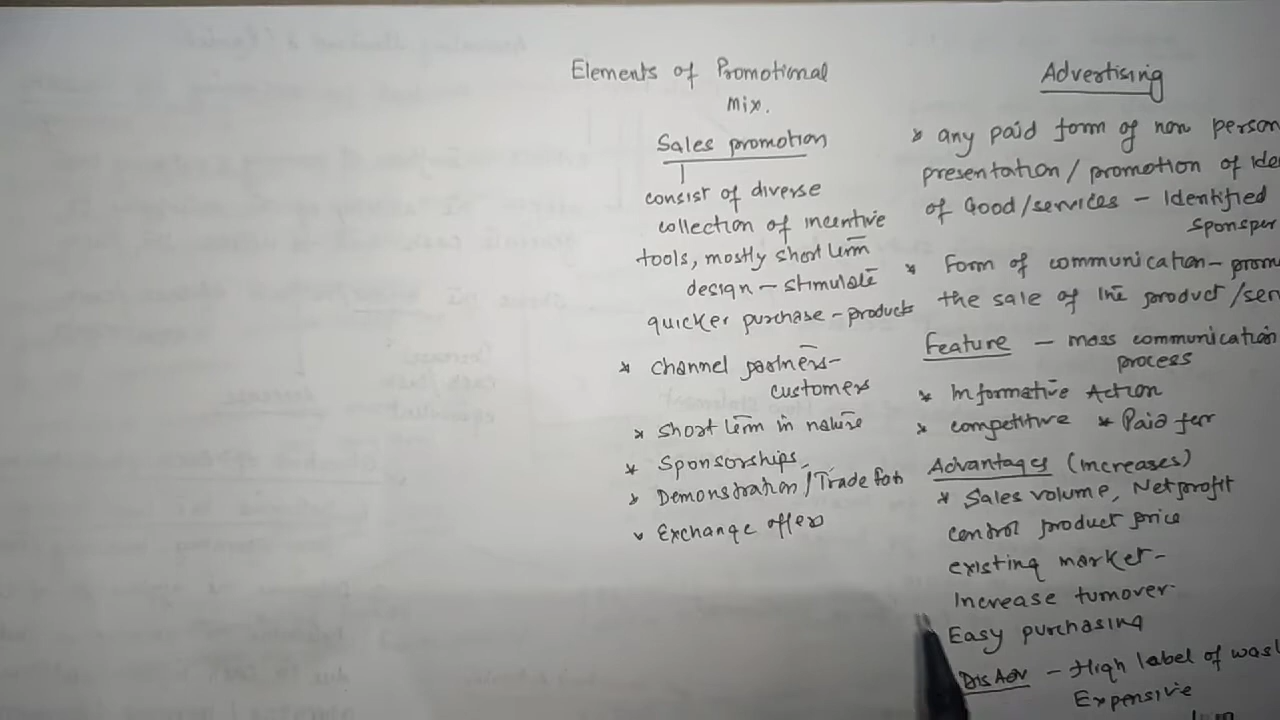 Elements of Promotional
Mix.
Sales promotion
consist of diverse
collection of incentive
tools, mostly short term
design - stimulate
quicker purchase - products
* channel partners-
customers
* short term in nature
* Sponsorships,
* Demonstration/Trade fair
* Exchange offers
Advertising
* any paid form of non person
presentation/promotion of Ide
of Good/services - Identified
Sponsper
* Form of communication - prom
the sale of the product/ser
Feature - mass communication
process
* Informative Action
* competitive * Paid ferr
Advantages (increases)
* Sales volume, Net profit
control product price
existing market-
Increase turnover-
Easy purchasing
DisAdv - High label of wast
Expensive